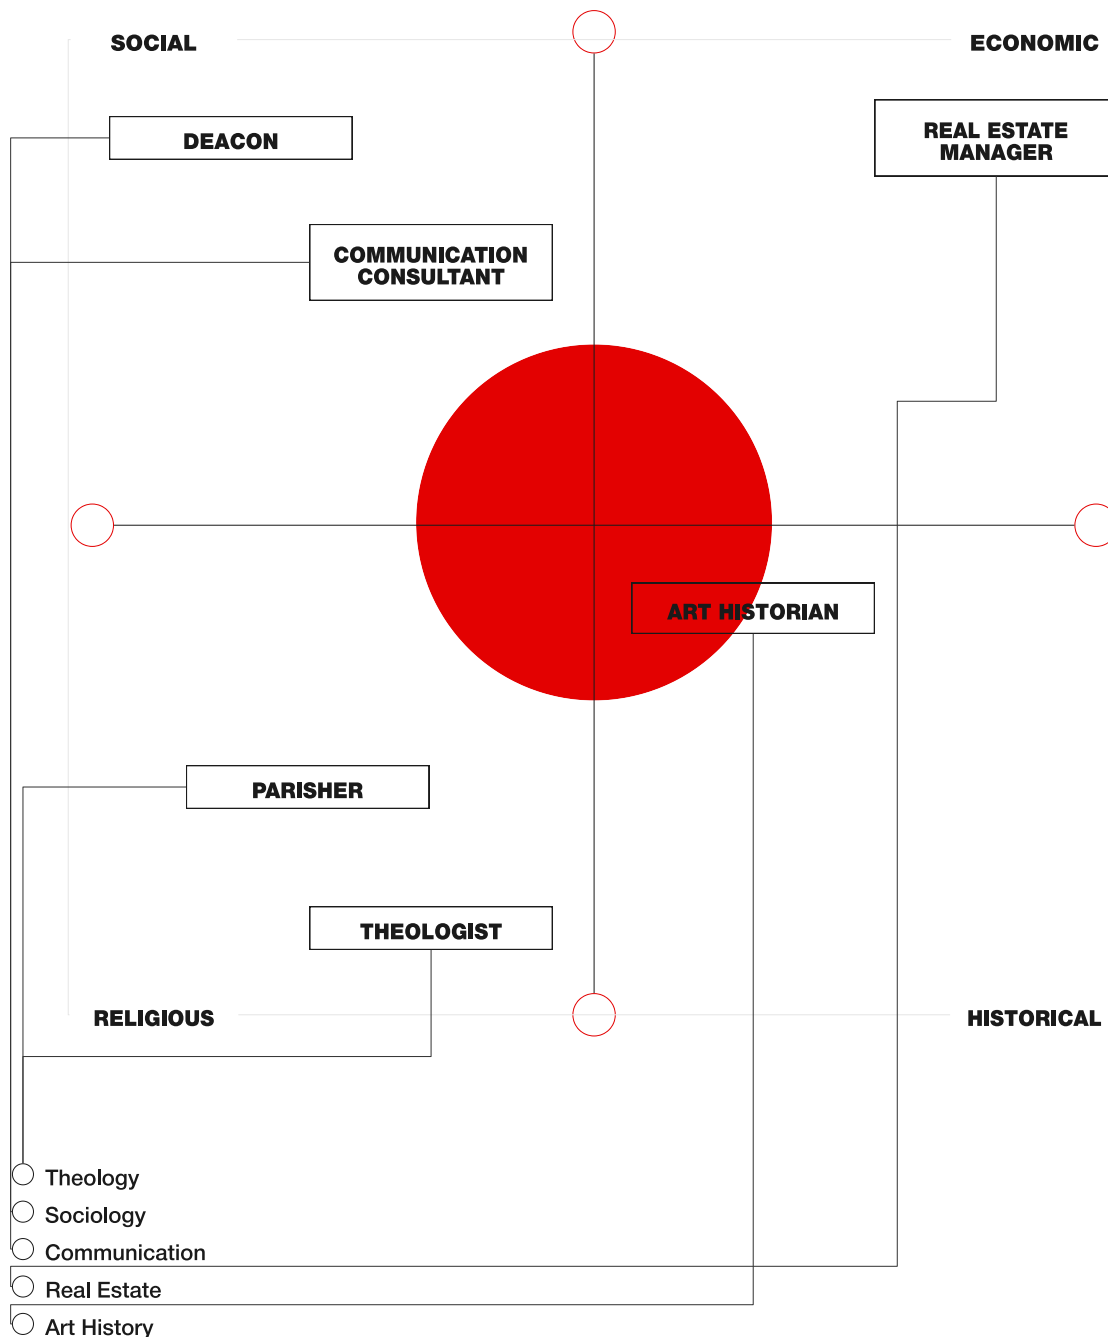 SOCIAL
ECONOMIC
DEACON
REAL ESTATE
MANAGER
COMMUNICATION
CONSULTANT
ART HISTORIAN
PARISHER
THEOLOGIST
RELIGIOUS
HISTORICAL
Theology
Sociology
Communication
Real Estate
Art History